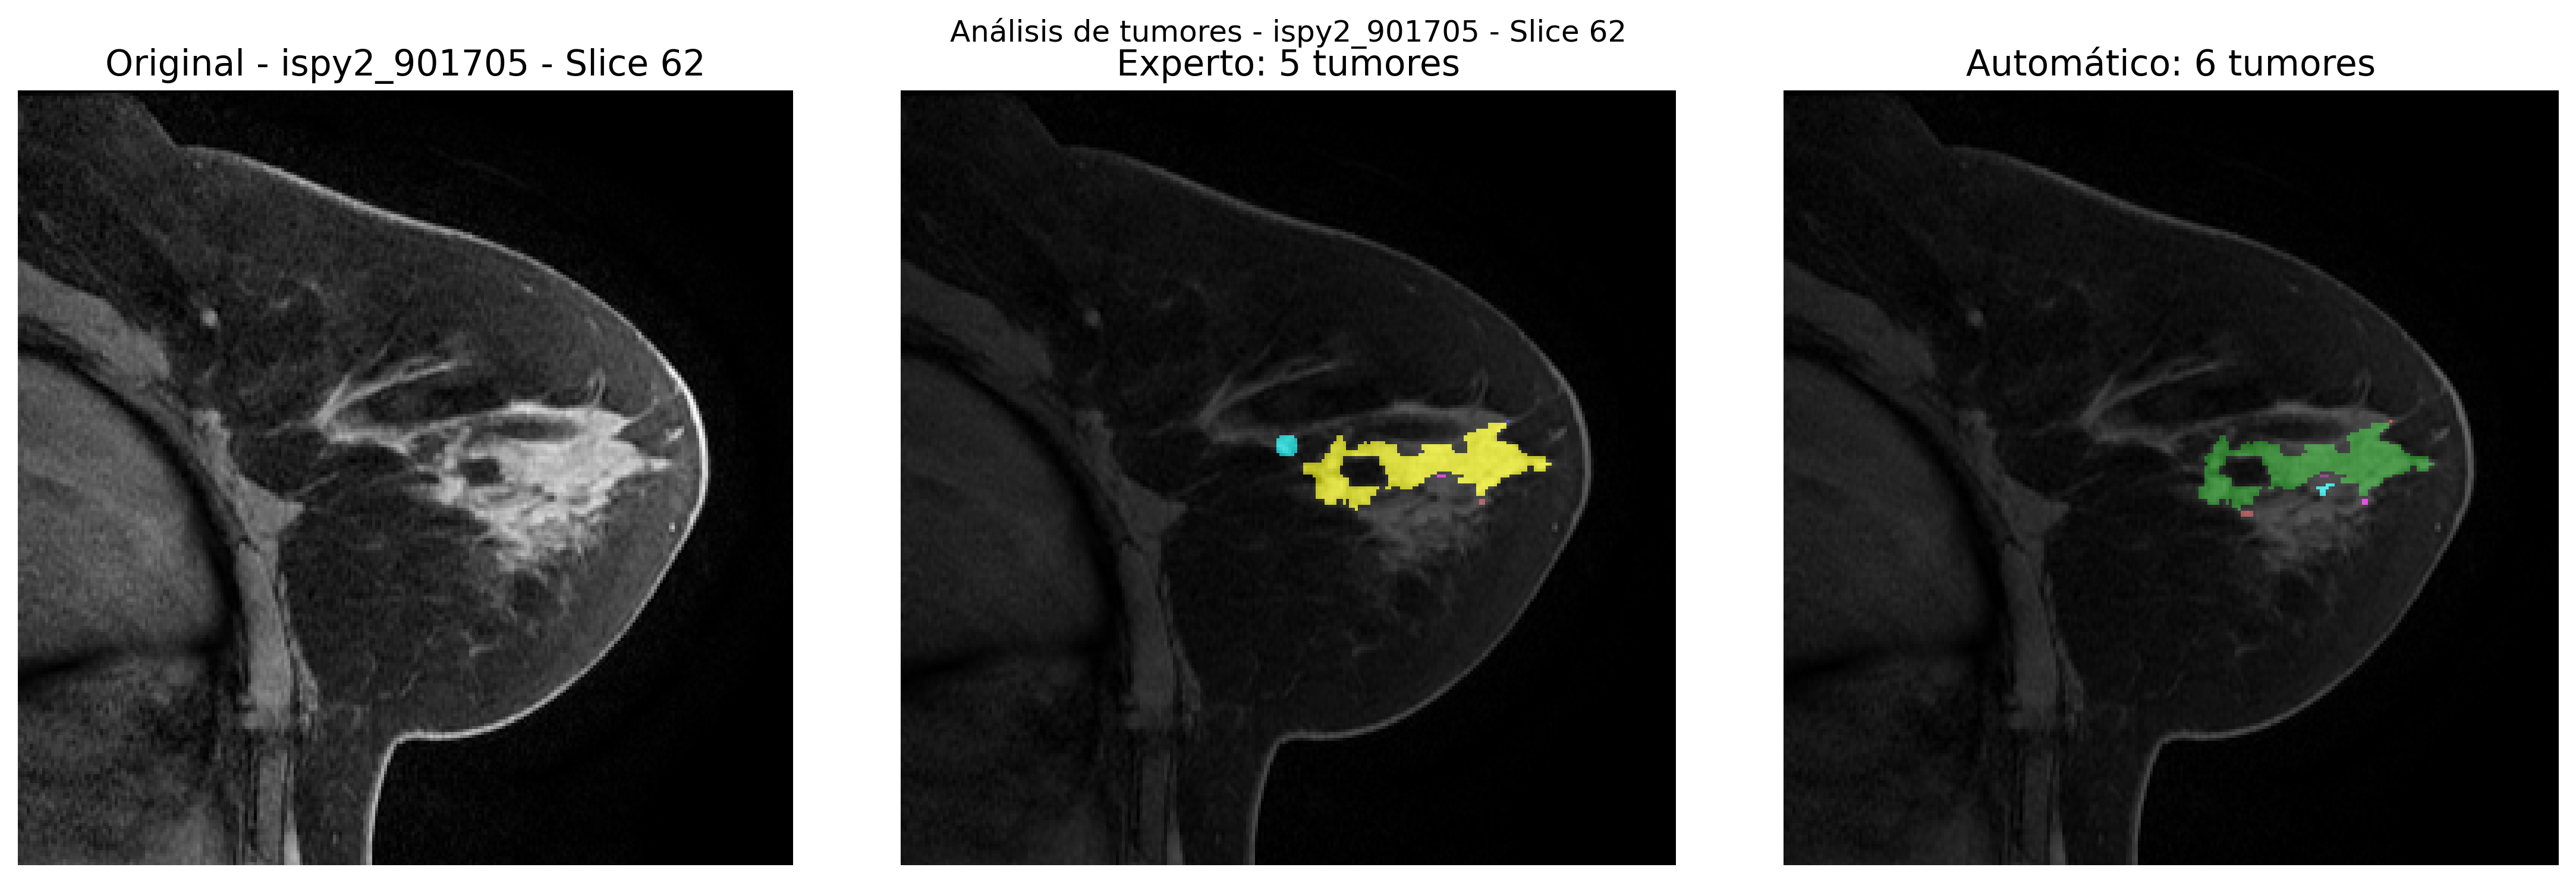 Análisis de tumores - ispy2_901705 - Slice 62
Original - ispy2_901705 - Slice 62
Experto: 5 tumores
Automático: 6 tumores